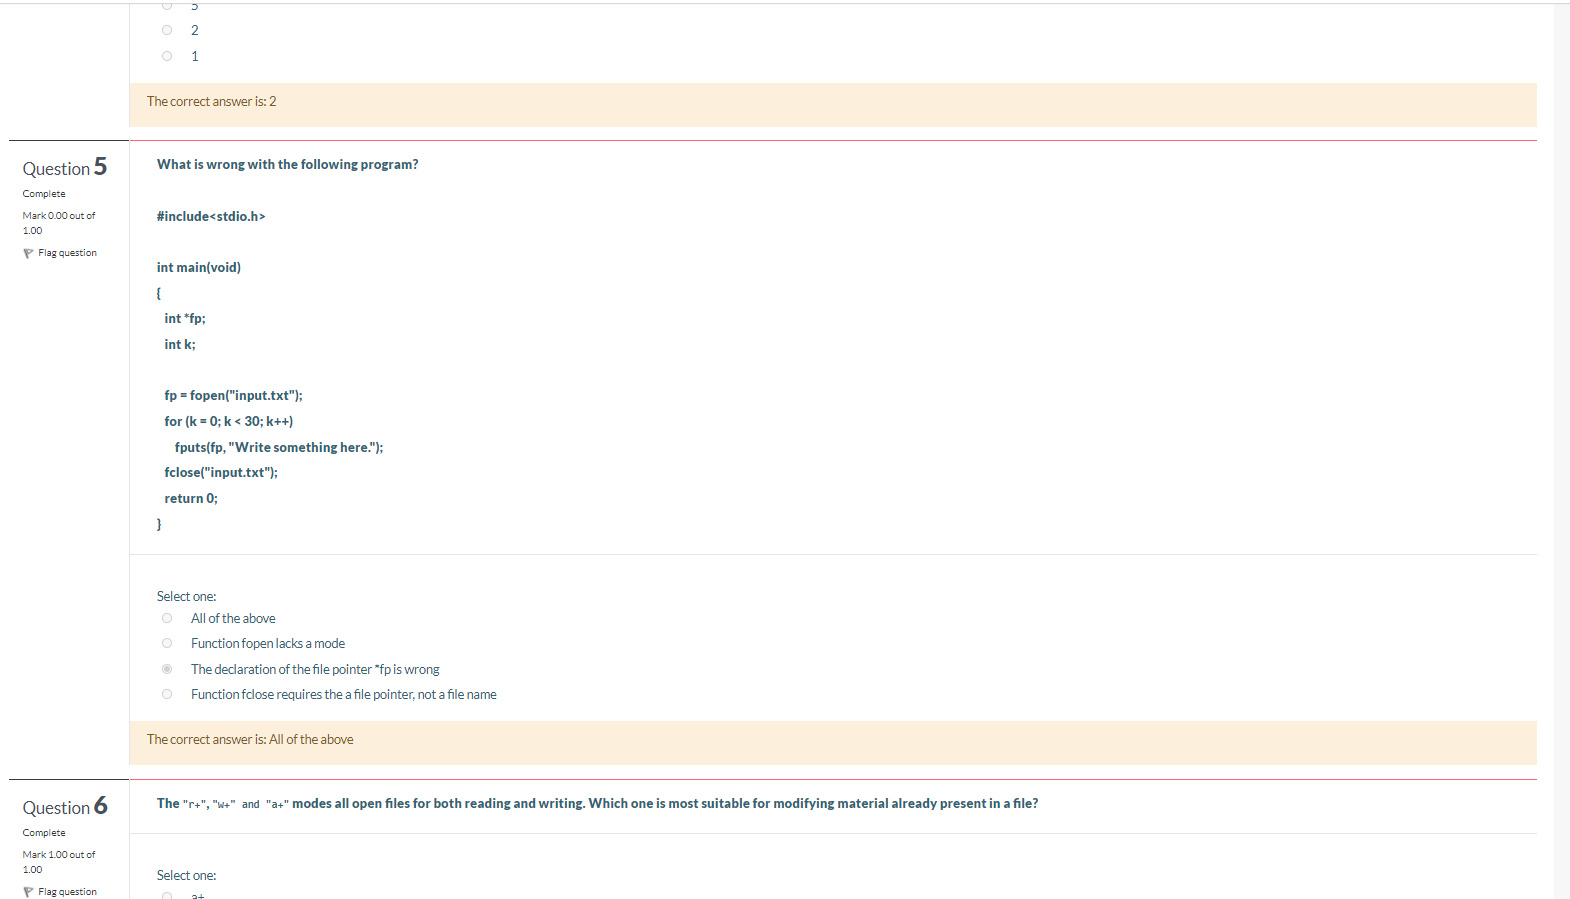 2
1
The correct answer is: 2
Question 5
Complete
Mark 0.00 out of
1.00
Flag question
What is wrong with the following program?
#include<stdio.h>
int main(void)
{
int *fp;
int k;
fp = fopen("input.txt");
for (k = 0; k < 30; k++)
fputs(fp, "Write something here.");
fclose("input.txt");
return 0;
}
Select one:
All of the above
Function fopen lacks a mode
The declaration of the file pointer *fp is wrong
Function fclose requires the a file pointer, not a file name
The correct answer is: All of the above
Question 6
Complete
Mark 1.00 out of
1.00
Flag question
The "r+", "w+" and "a+" modes all open files for both reading and writing. Which one is most suitable for modifying material already present in a file?
Select one:
a+